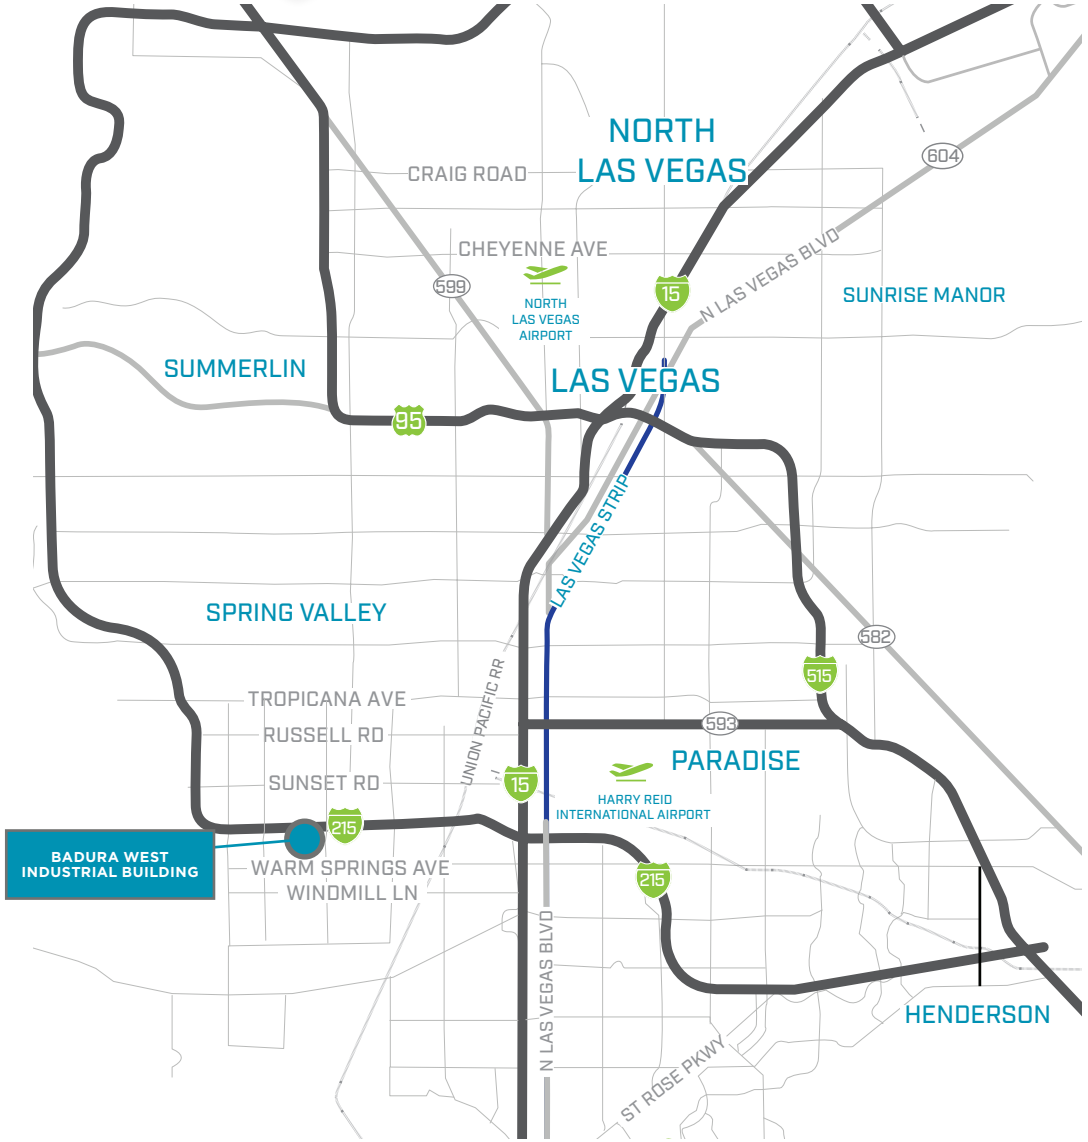 NORTH
LAS VEGAS
604
CRAIG ROAD
CHEYENNE AVE
N LAS VEGAS BLVD
599
15
NORTH
LAS VEGAS
AIRPORT
SUNRISE MANOR
SUMMERLIN
LAS VEGAS
95
LAS VEGAS STRIP
SPRING VALLEY
582
515
UNION PACIFIC RR
TROPICANA AVE
593
RUSSELL RD
PARADISE
SUNSET RD
15
HARRY REID
INTERNATIONAL AIRPORT
215
BADURA WEST
INDUSTRIAL BUILDING
WARM SPRINGS AVE
215
WINDMILL LN
N LAS VEGAS BLVD
HENDERSON
ST ROSE PKWY